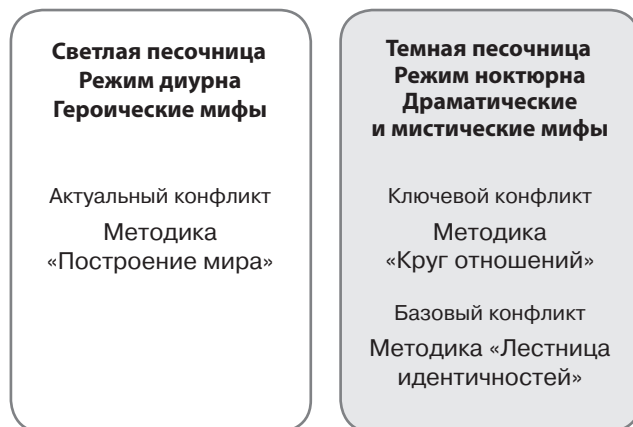 Светлая песочница
Режим диурна
Героические мифы
Актуальный конфликт
Методика
«Построение мира»
Темная песочница
Режим ноктюрна
Драматические
и мистические мифы
Ключевой конфликт
Методика
«Круг отношений»
Базовый конфликт
Методика «Лестница
идентичностей»